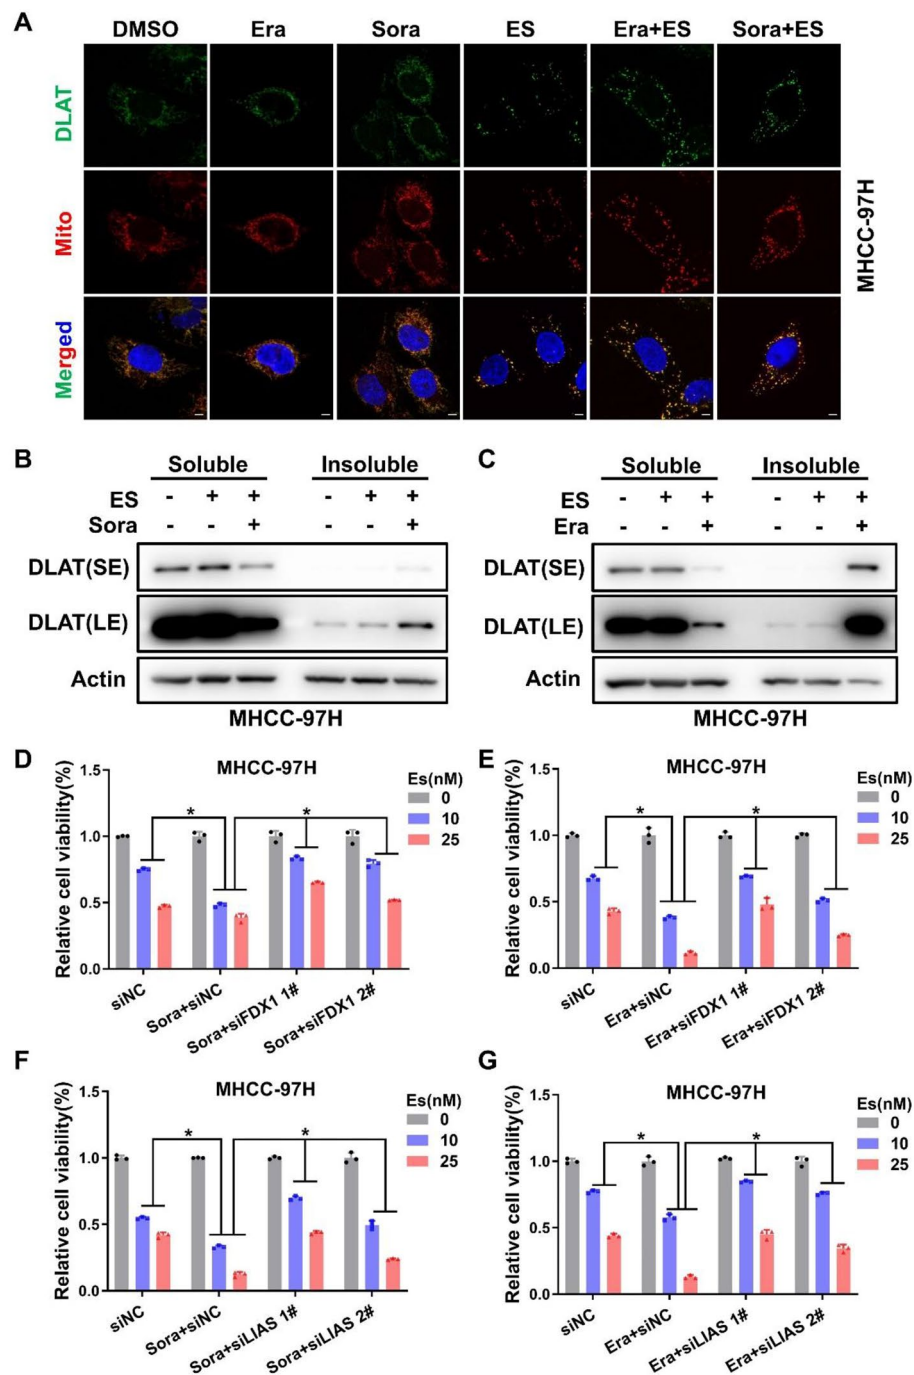 A
DMSO Era Sora ES Era+ES Sora+ES
DLAT
Mito
Merged
MHCC-97H
B
Soluble Insoluble
ES - + + - + +
Sora - - + - - +
DLAT(SE)
DLAT(LE)
Actin
MHCC-97H
C
Soluble Insoluble
ES - + + - + +
Era - - + - - +
DLAT(SE)
DLAT(LE)
Actin
MHCC-97H
D
MHCC-97H
Relative cell viability(%)
1.5
1.0
0.5
0.0
* *
Es(nM)
0
10
25
siNC
Sora+siNC
Sora+siFDX1 1#
Sora+siFDX1 2#
E
MHCC-97H
Relative cell viability(%)
1.5
1.0
0.5
0.0
* *
Es(nM)
0
10
25
siNC
Era+siNC
Era+siFDX1 1#
Era+siFDX1 2#
F
MHCC-97H
Relative cell viability(%)
1.5
1.0
0.5
0.0
* *
Es(nM)
0
10
25
siNC
Sora+siNC
Sora+siLIAS 1#
Sora+siLIAS 2#
G
MHCC-97H
Relative cell viability(%)
1.5
1.0
0.5
0.0
* *
Es(nM)
0
10
25
siNC
Era+siNC
Era+siLIAS 1#
Era+siLIAS 2#